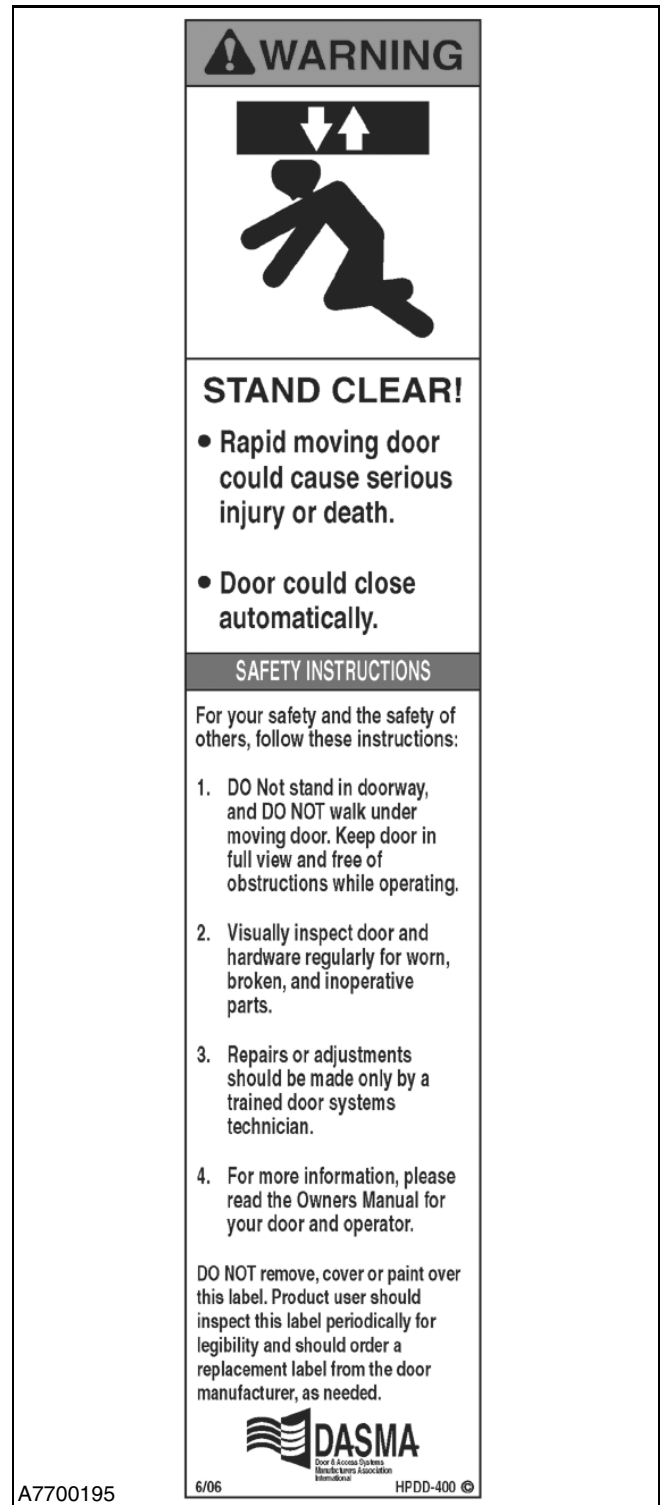 WARNING
STAND CLEAR!
• Rapid moving door
could cause serious
injury or death.
• Door could close
automatically.
SAFETY INSTRUCTIONS
For your safety and the safety of
others, follow these instructions:
1. DO Not stand in doorway,
and DO NOT walk under
moving door. Keep door in
full view and free of
obstructions while operating.
2. Visually inspect door and
hardware regularly for worn,
broken, and inoperative
parts.
3. Repairs or adjustments
should be made only by a
trained door systems
technician.
4. For more information, please
read the Owners Manual for
your door and operator.
DO NOT remove, cover or paint over
this label. Product user should
inspect this label periodically for
legibility and should order a
replacement label from the door
manufacturer, as needed.
DASMA
Door & Access Systems
Manufacturers Association
International
6/06 HPDD-400 ©
A7700195